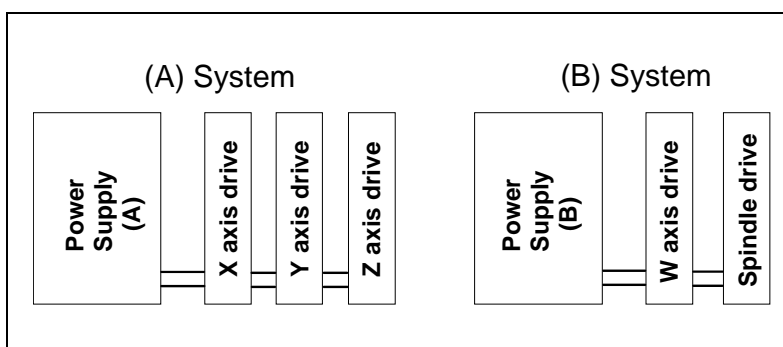 (A) System
Power
Supply
(A)
X axis drive
Y axis drive
Z axis drive
(B) System
Power
Supply
(B)
W axis drive
Spindle drive